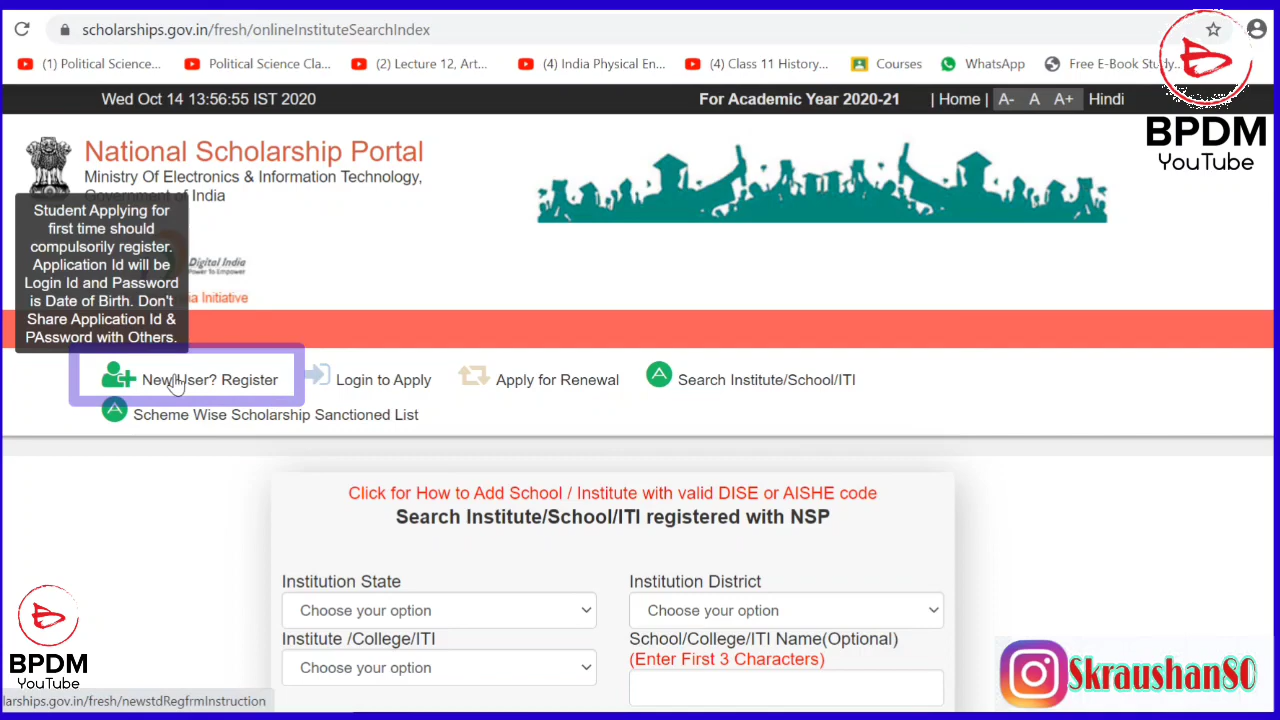 scholarships.gov.in/fresh/onlineInstituteSearchIndex
(1) Political Science... Political Science Cla... (2) Lecture 12, Art... (4) India Physical En... (4) Class 11 History... Courses WhatsApp Free E-Book Study...
Wed Oct 14 13:56:55 IST 2020 For Academic Year 2020-21 | Home | A- A A+ Hindi
BPDM
YouTube
National Scholarship Portal
Ministry Of Electronics & Information Technology,
Government of India
Student Applying for
first time should
compulsorily register.
Application Id will be
Login Id and Password
is Date of Birth. Don't
Share Application Id &
PAssword with Others.
Digital India
Power To Empower
ia Initiative
New User? Register Login to Apply Apply for Renewal Search Institute/School/ITI
Scheme Wise Scholarship Sanctioned List
Click for How to Add School / Institute with valid DISE or AISHE code
Search Institute/School/ITI registered with NSP
Institution State Institution District
Choose your option Choose your option
Institute /College/ITI School/College/ITI Name(Optional)
(Enter First 3 Characters)
Choose your option
BPDM
YouTube
Skraushan80
larships.gov.in/fresh/newstdRegfrmInstruction